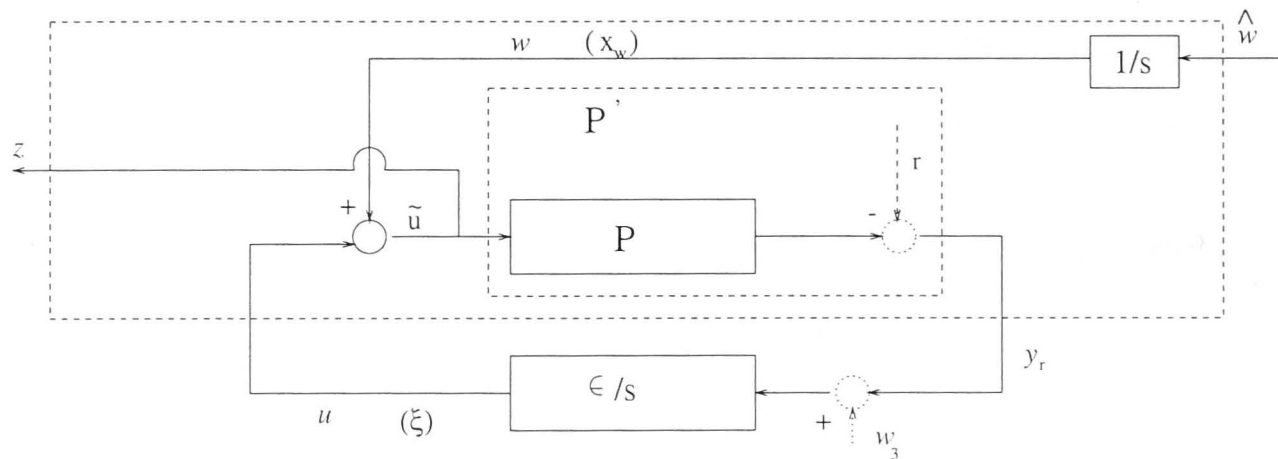 ŵ
w (x_w)
1/s
P'
z
r
+
ũ
-
P
y_r
∈/s
+
u (ξ)
w_3